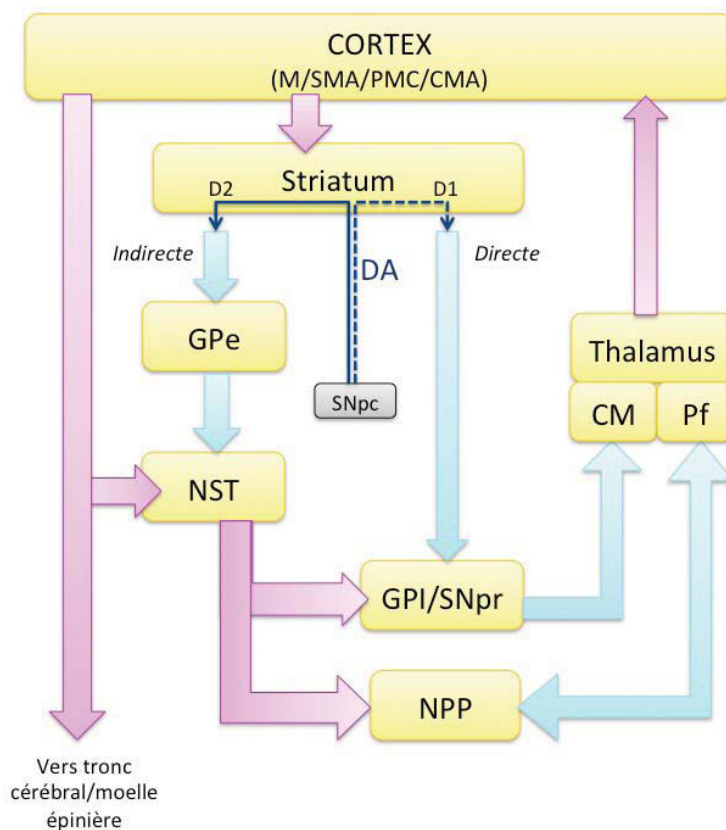 CORTEX
(M/SMA/PMC/CMA)
Striatum
D2
D1
Indirecte
DA
Directe
GPe
SNpc
Thalamus
CM
Pf
NST
GPI/SNpr
NPP
Vers tronc
cérébral/moelle
épinière